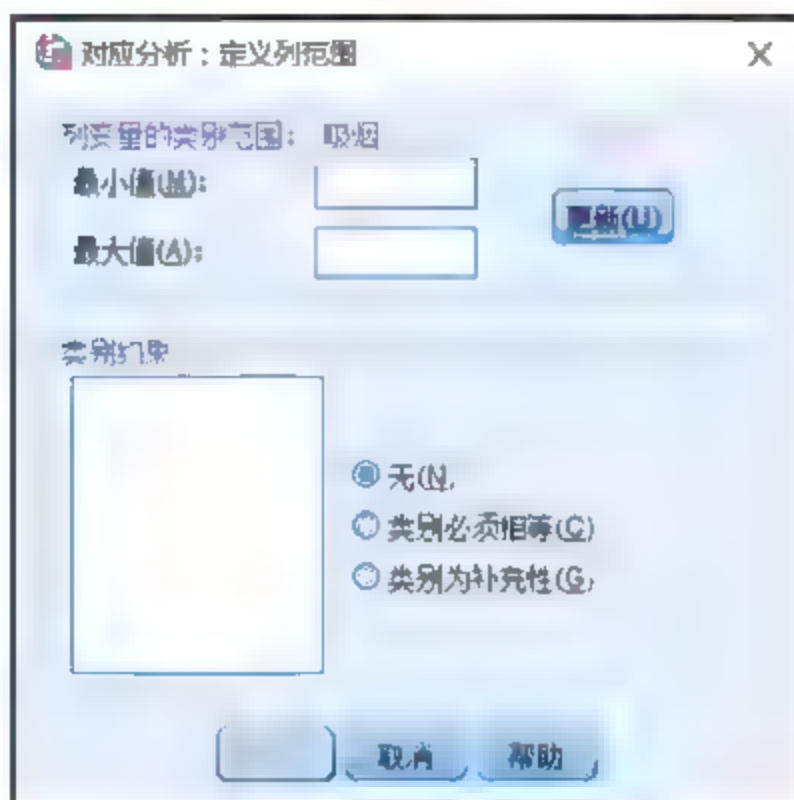 对应分析：定义列范围
列变量的类别范围： 吸烟
最小值(M):
更新(U)
最大值(A):
类别约束
无(N)
类别必须相等(C)
类别为补充性(G)
取消
帮助